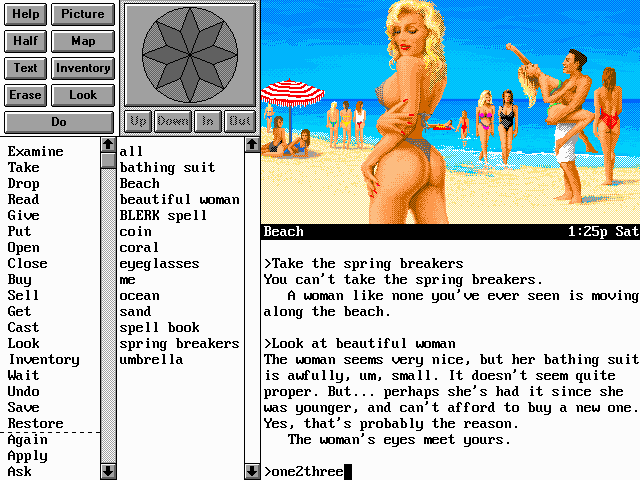 Help Picture
Half Map
Text Inventory
Erase Look
Do
Up Down In Out
Examine
Take
Drop
Read
Give
Put
Open
Close
Buy
Sell
Get
Cast
Look
Inventory
Wait
Undo
Save
Restore
Again
Apply
Ask
all
bathing suit
Beach
beautiful woman
BLERK spell
coin
coral
eyeglasses
me
ocean
sand
spell book
spring breakers
umbrella
Beach 1:25p Sat
>Take the spring breakers
You can't take the spring breakers.
A woman like none you've ever seen is moving
along the beach.
>Look at beautiful woman
The woman seems very nice, but her bathing suit
is awfully, um, small. It doesn't seem quite
proper. But... perhaps she's had it since she
was younger, and can't afford to buy a new one.
Yes, that's probably the reason.
The woman's eyes meet yours.
>one2three